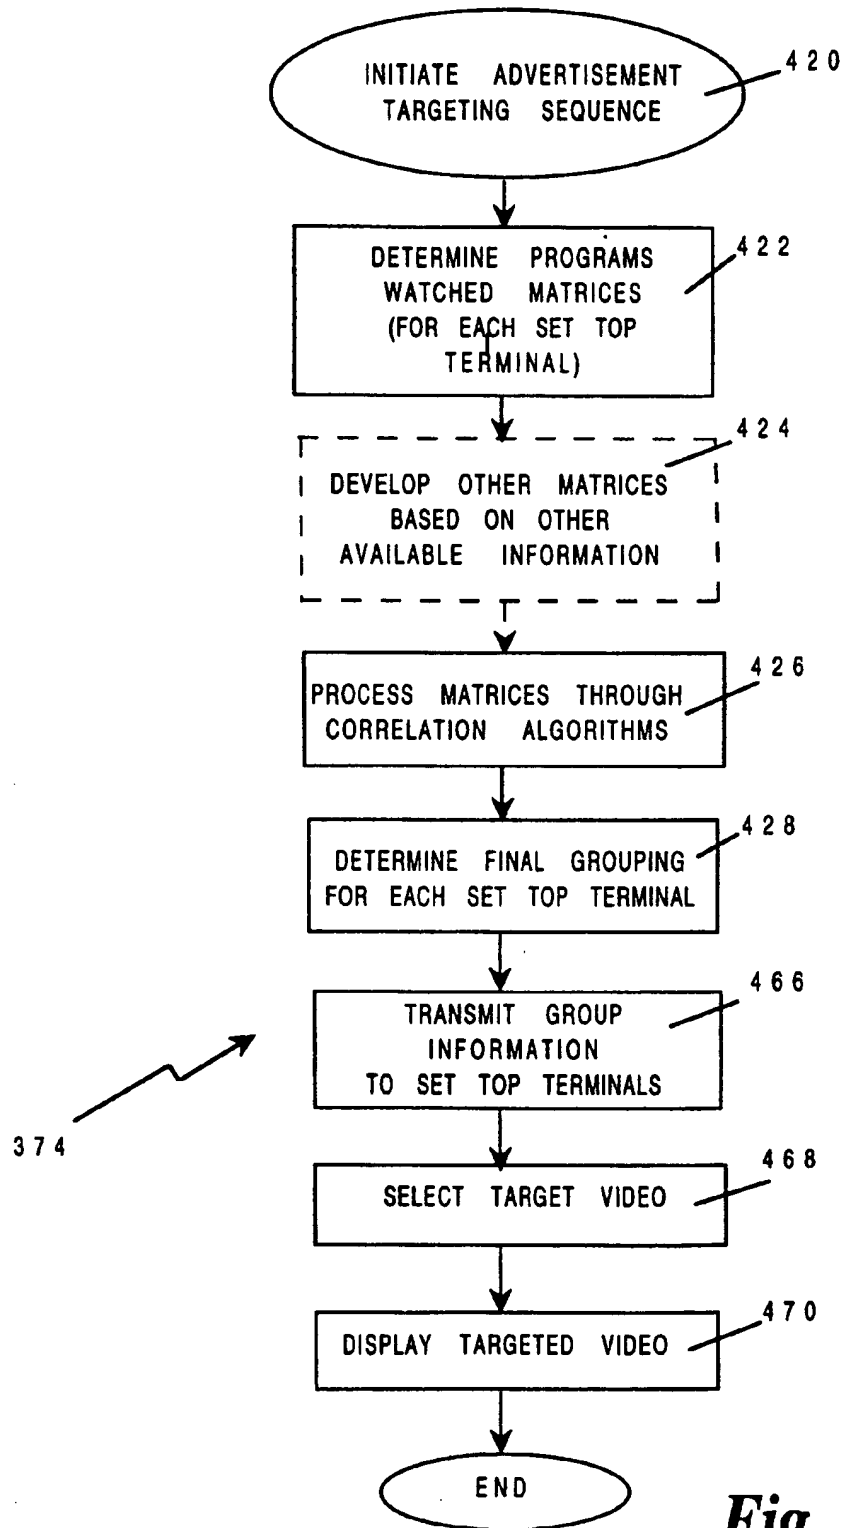 INITIATE ADVERTISEMENT
TARGETING SEQUENCE
420
DETERMINE PROGRAMS
WATCHED MATRICES
(FOR EACH SET TOP
TERMINAL)
422
424
DEVELOP OTHER MATRICES
BASED ON OTHER
AVAILABLE INFORMATION
426
PROCESS MATRICES THROUGH
CORRELATION ALGORITHMS
428
DETERMINE FINAL GROUPING
FOR EACH SET TOP TERMINAL
466
TRANSMIT GROUP
INFORMATION
TO SET TOP TERMINALS
374
468
SELECT TARGET VIDEO
470
DISPLAY TARGETED VIDEO
END
Fig